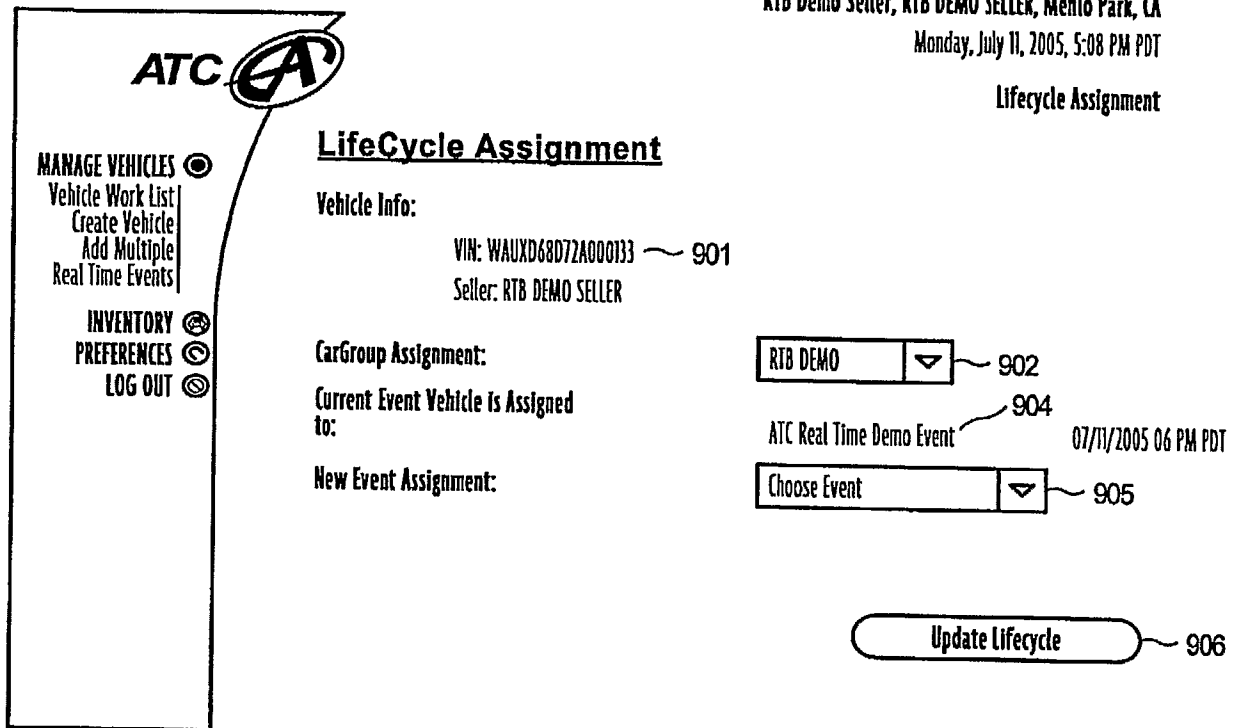 RTB Demo Seller, RTB DEMO SELLER, Menlo Park, CA
Monday, July 11, 2005, 5:08 PM PDT
Lifecycle Assignment
ATC
MANAGE VEHICLES
Vehicle Work List
Create Vehicle
Add Multiple
Real Time Events
INVENTORY
PREFERENCES
LOG OUT
LifeCycle Assignment
Vehicle Info:
VIN: WAUXD68D72A000133 901
Seller: RTB DEMO SELLER
CarGroup Assignment: RTB DEMO 902
Current Event Vehicle is Assigned
to:
904
ATC Real Time Demo Event 07/11/2005 06 PM PDT
New Event Assignment: Choose Event 905
Update Lifecycle 906